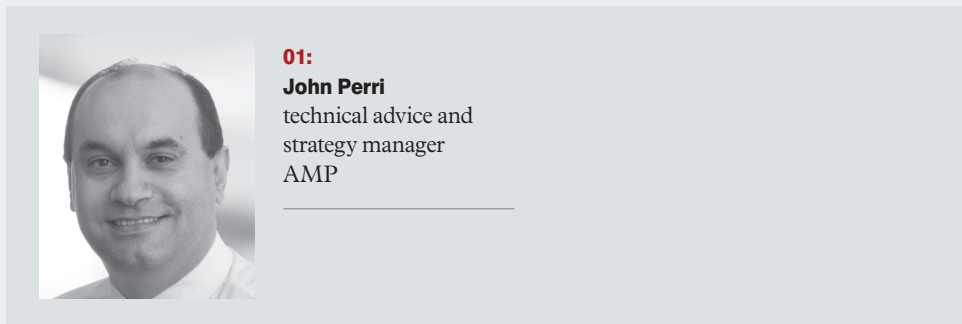 01:
John Perri
technical advice and
strategy manager
AMP